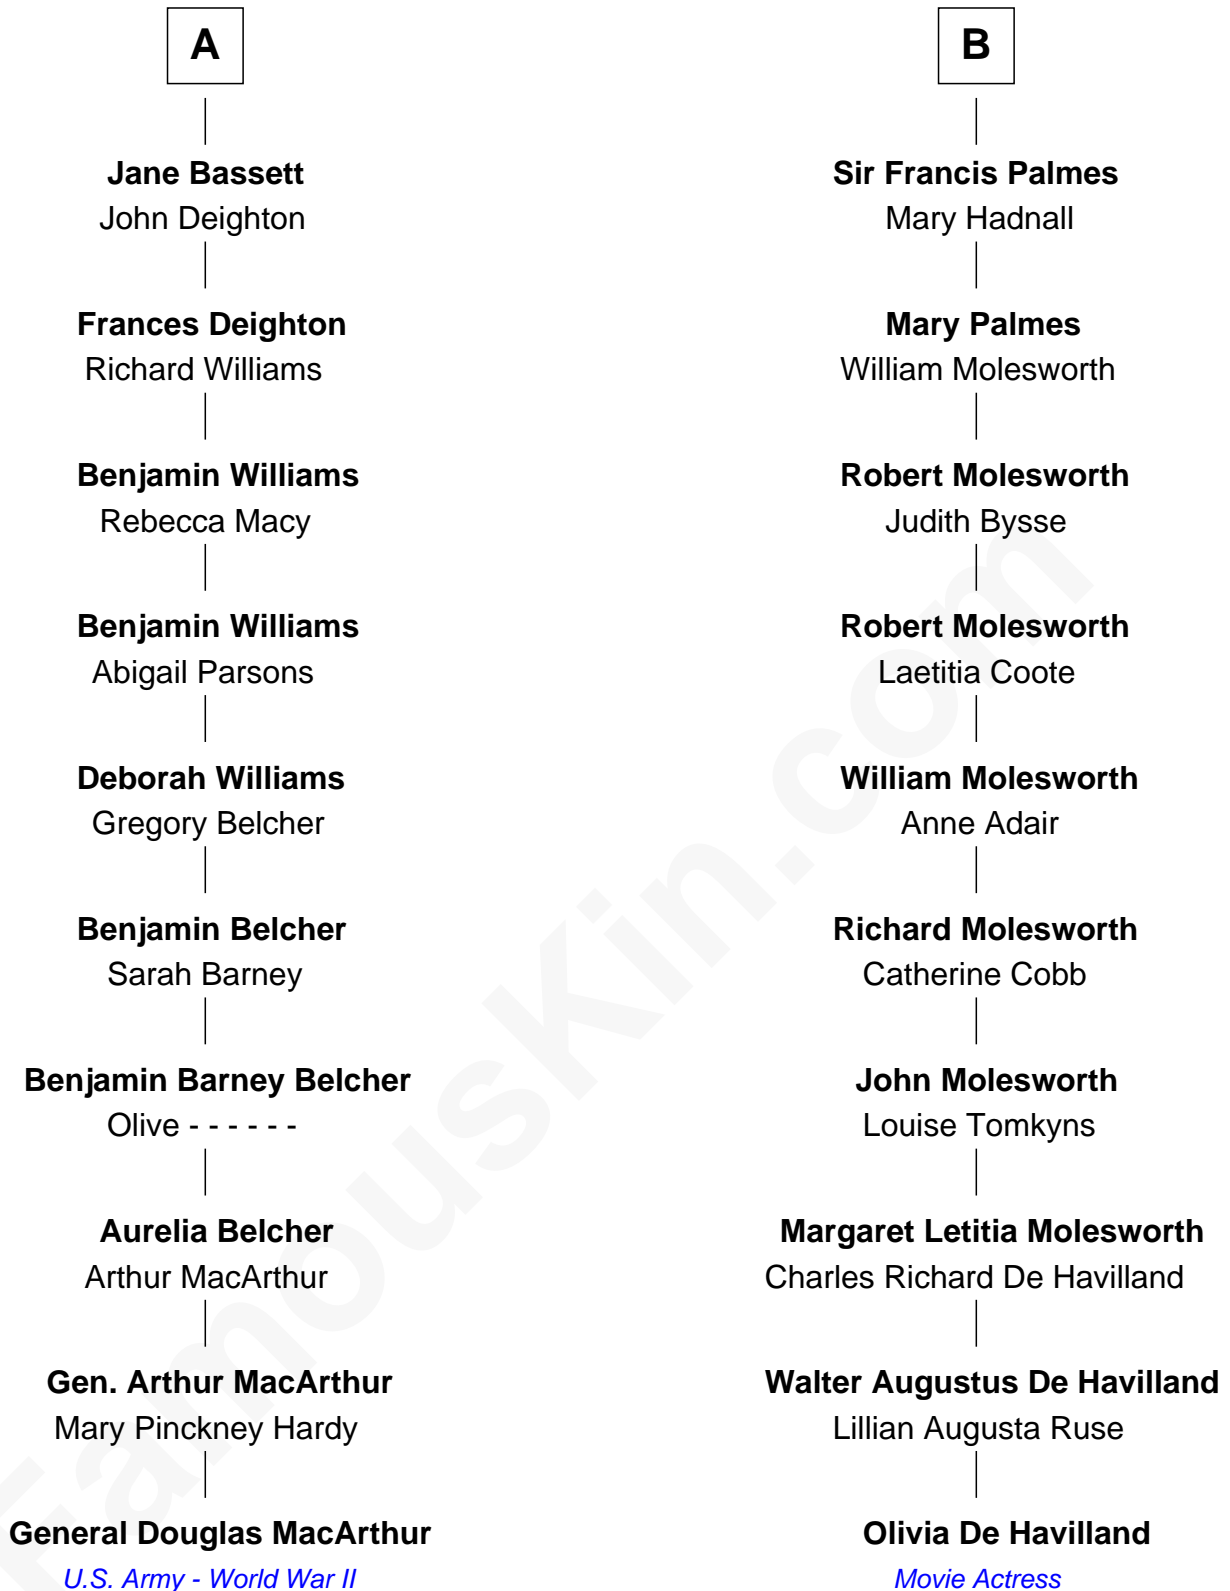 A
Jane Bassett
John Deighton
Frances Deighton
Richard Williams
Benjamin Williams
Rebecca Macy
Benjamin Williams
Abigail Parsons
Deborah Williams
Gregory Belcher
Benjamin Belcher
Sarah Barney
Benjamin Barney Belcher
Olive - - - - - -
Aurelia Belcher
Arthur MacArthur
Gen. Arthur MacArthur
Mary Pinckney Hardy
General Douglas MacArthur
U.S. Army - World War II
B
Sir Francis Palmes
Mary Hadnall
Mary Palmes
William Molesworth
Robert Molesworth
Judith Bysse
Robert Molesworth
Laetitia Coote
William Molesworth
Anne Adair
Richard Molesworth
Catherine Cobb
John Molesworth
Louise Tomkyns
Margaret Letitia Molesworth
Charles Richard De Havilland
Walter Augustus De Havilland
Lillian Augusta Ruse
Olivia De Havilland
Movie Actress
FamousKin.com